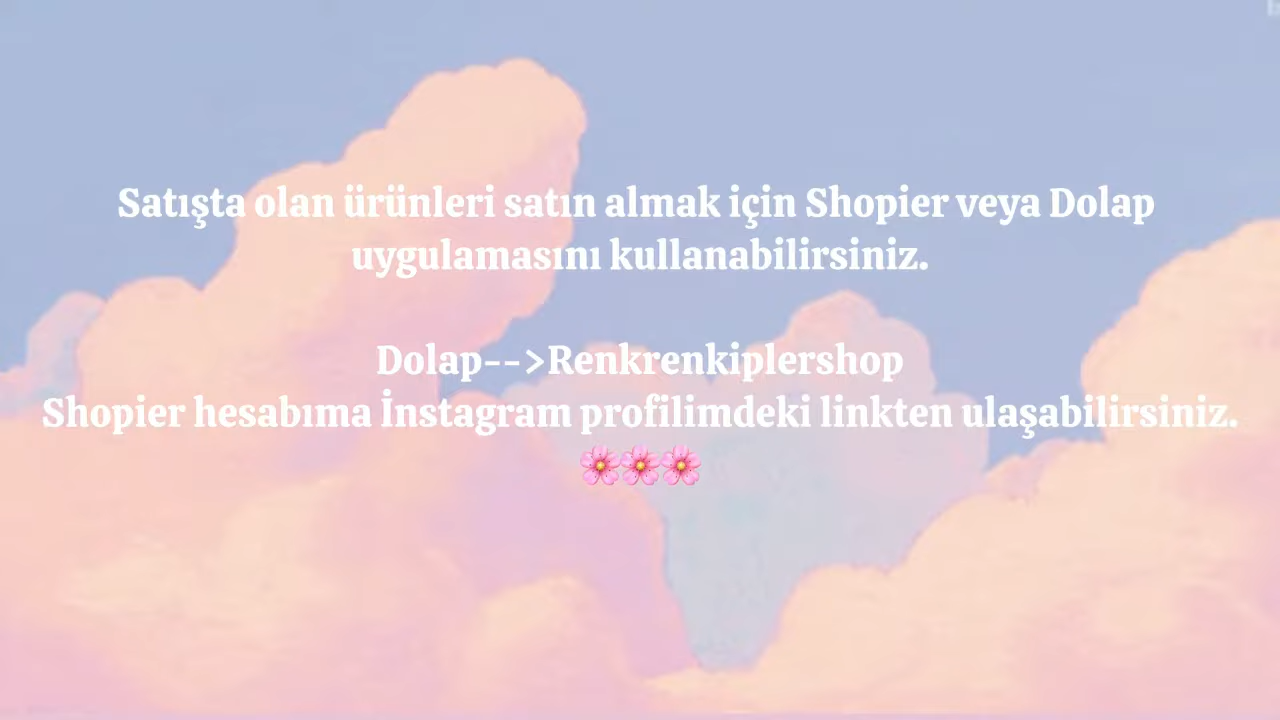 Satışta olan ürünleri satın almak için Shopier veya Dolap
uygulamasını kullanabilirsiniz.
Dolap-->Renkrenkiplershop
Shopier hesabıma İnstagram profilimdeki linkten ulaşabilirsiniz.
🌸🌸🌸